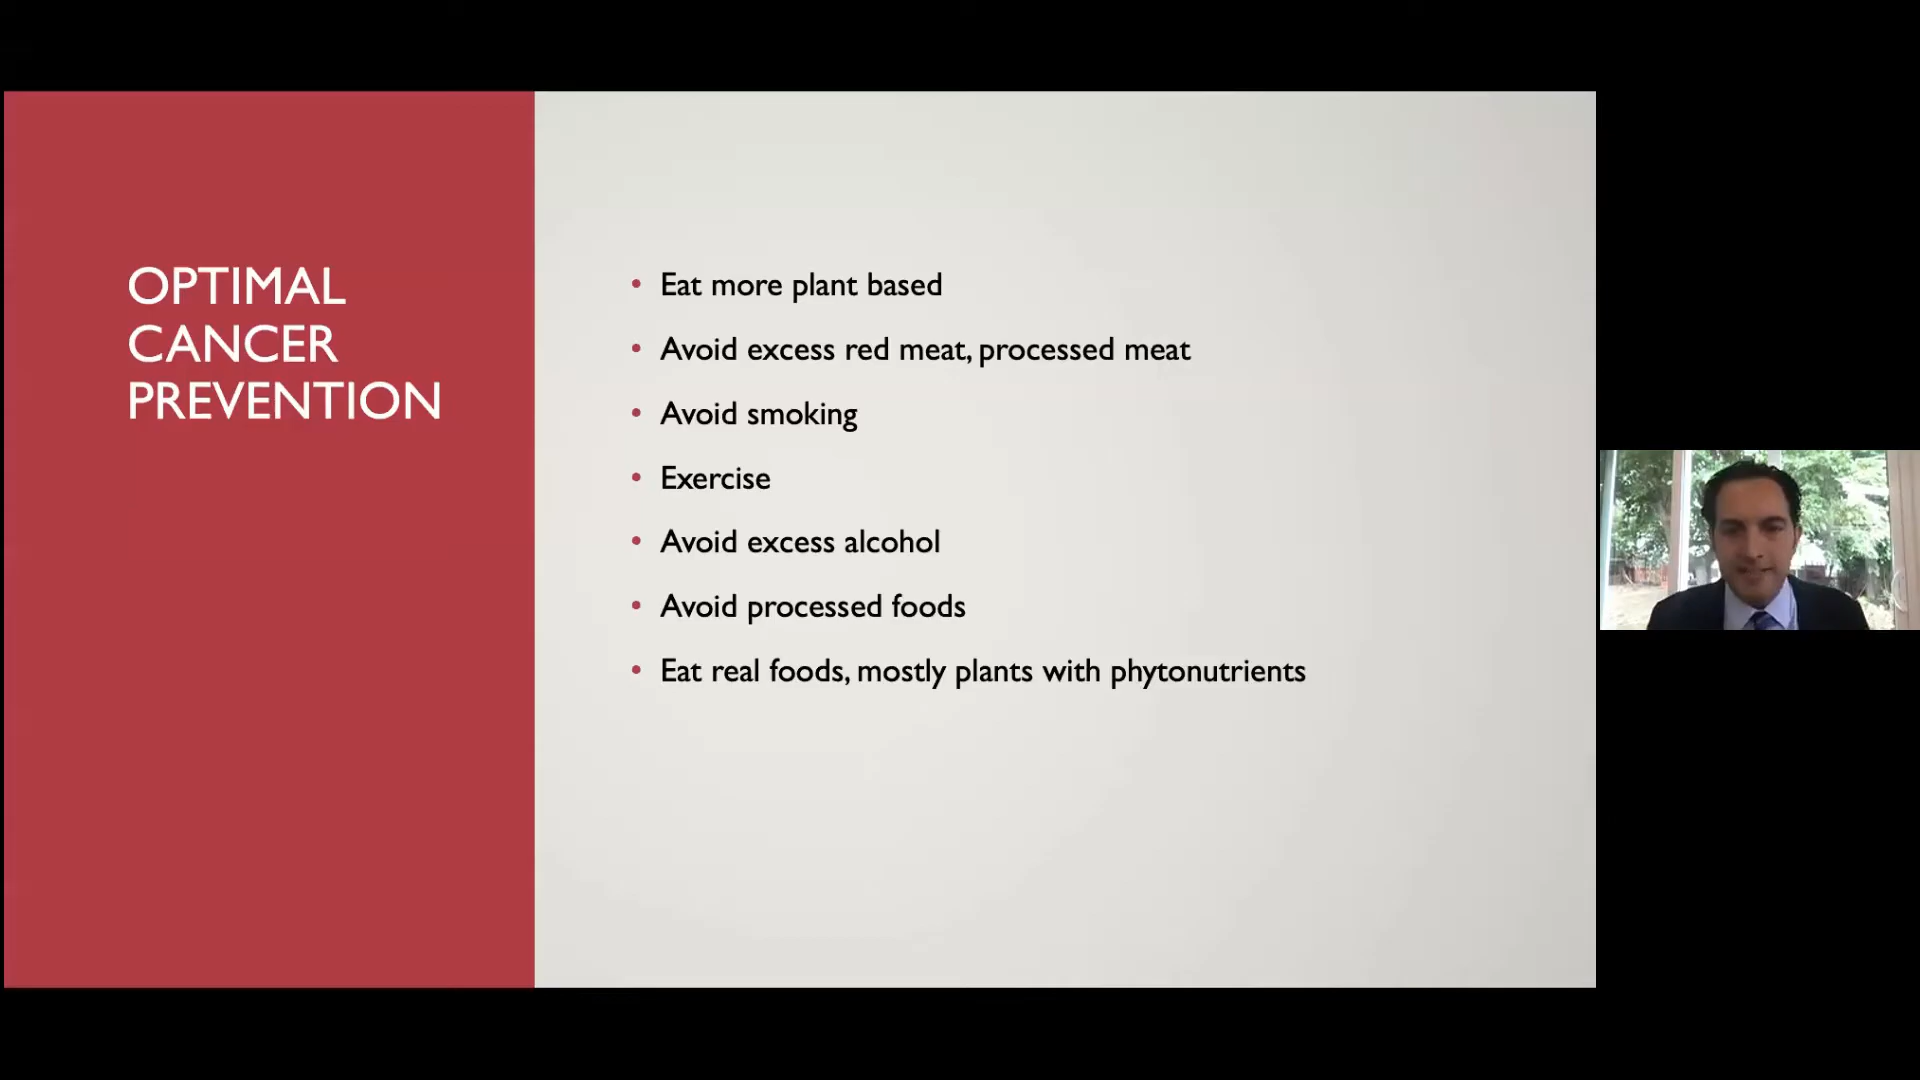 OPTIMAL
CANCER
PREVENTION
• Eat more plant based
• Avoid excess red meat, processed meat
• Avoid smoking
• Exercise
• Avoid excess alcohol
• Avoid processed foods
• Eat real foods, mostly plants with phytonutrients